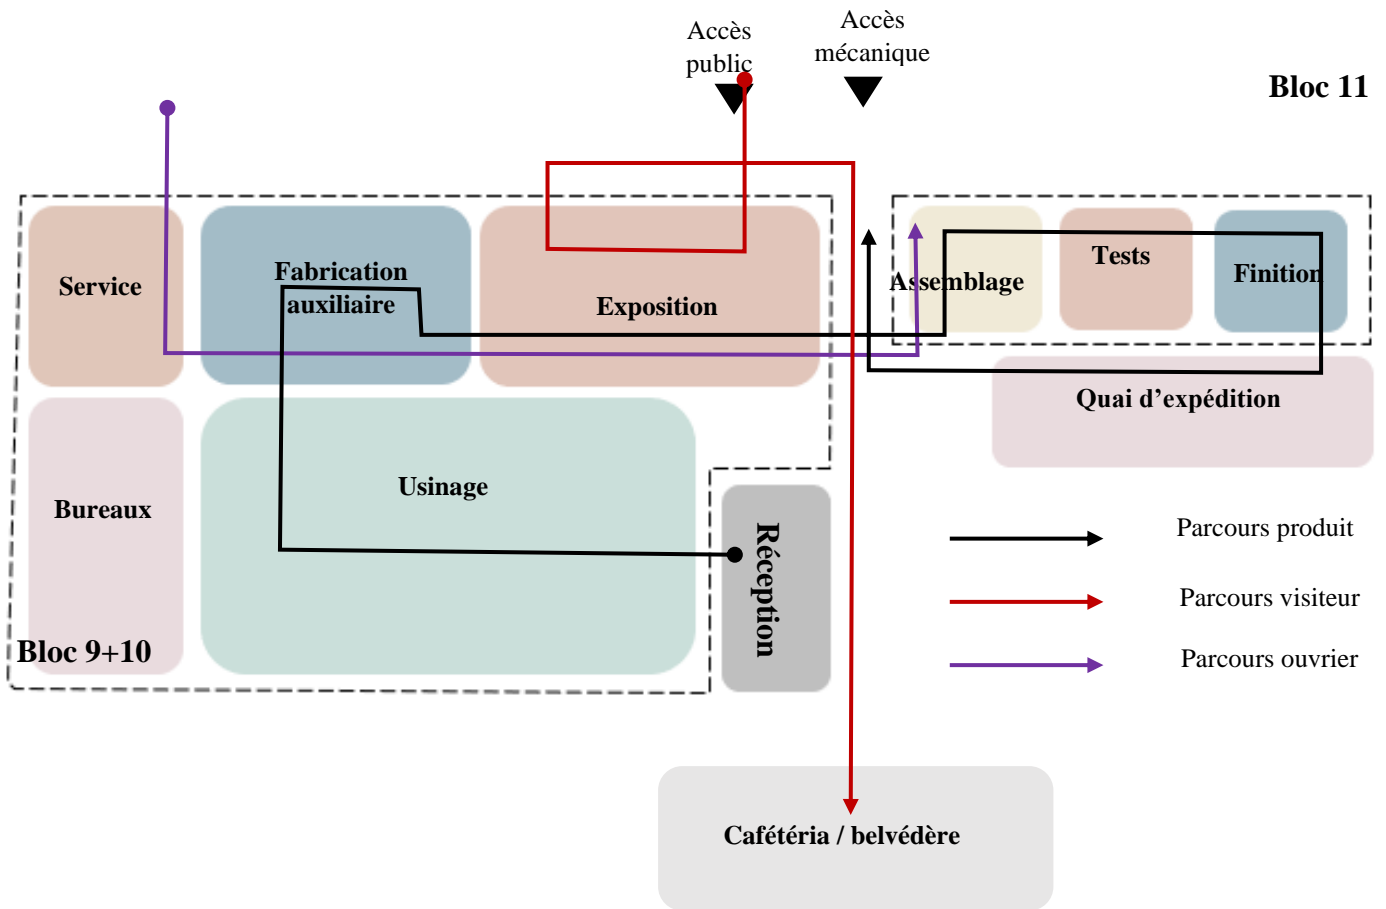 Accès
public
Accès
mécanique
Bloc 11
Service
Fabrication
auxiliaire
Exposition
Assemblage
Tests
Finition
Quai d’expédition
Bureaux
Usinage
Réception
Bloc 9+10
Parcours produit
Parcours visiteur
Parcours ouvrier
Cafétéria / belvédère